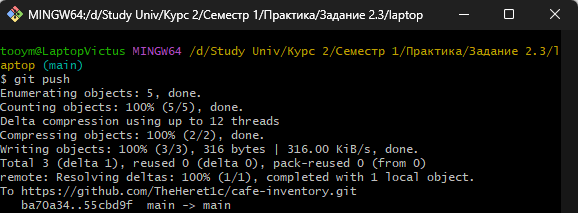 MINGW64:/d/Study Univ/Курс 2/Семестр 1/Практика/Задание 2.3/laptop
tooym@LaptopVictus MINGW64 /d/Study Univ/Курс 2/Семестр 1/Практика/Задание 2.3/l
aptop (main)
$ git push
Enumerating objects: 5, done.
Counting objects: 100% (5/5), done.
Delta compression using up to 12 threads
Compressing objects: 100% (2/2), done.
Writing objects: 100% (3/3), 316 bytes | 316.00 KiB/s, done.
Total 3 (delta 1), reused 0 (delta 0), pack-reused 0 (from 0)
remote: Resolving deltas: 100% (1/1), completed with 1 local object.
To https://github.com/TheHeret1c/cafe-inventory.git
   ba70a34..55cbd9f  main -> main